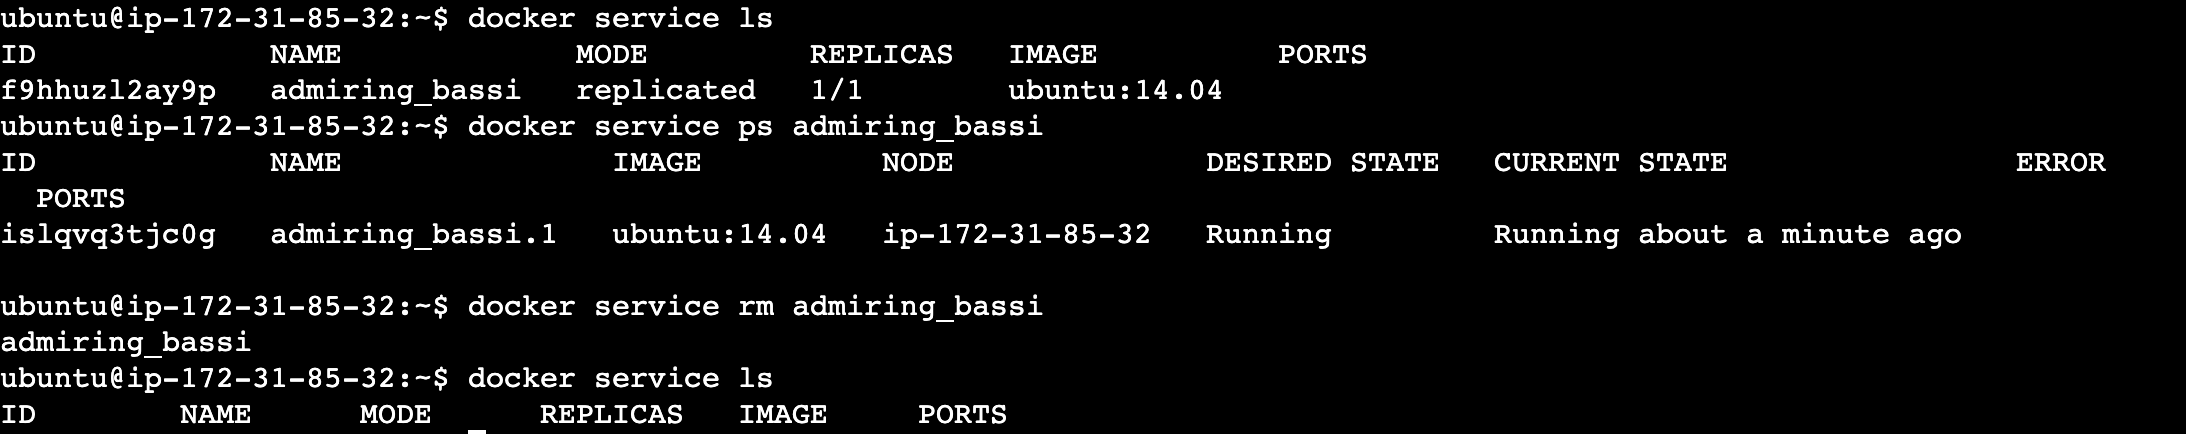 ubuntu@ip-172-31-85-32:~$ docker service ls
ID             NAME             MODE         REPLICAS   IMAGE          PORTS
f9hhuzl2ay9p   admiring_bassi   replicated   1/1        ubuntu:14.04
ubuntu@ip-172-31-85-32:~$ docker service ps admiring_bassi
ID             NAME               IMAGE          NODE              DESIRED STATE   CURRENT STATE                ERROR
  PORTS
islqvq3tjc0g   admiring_bassi.1   ubuntu:14.04   ip-172-31-85-32   Running         Running about a minute ago
ubuntu@ip-172-31-85-32:~$ docker service rm admiring_bassi
admiring_bassi
ubuntu@ip-172-31-85-32:~$ docker service ls
ID        NAME      MODE      REPLICAS   IMAGE     PORTS